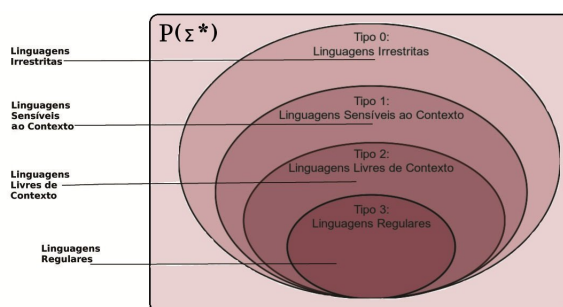 P(Σ*)
Tipo 0:
Linguagens Irrestritas
Linguagens
Irrestritas
Tipo 1:
Linguagens Sensíveis ao Contexto
Linguagens
Sensíveis
ao Contexto
Tipo 2:
Linguagens Livres de Contexto
Linguagens
Livres de
Contexto
Tipo 3:
Linguagens Regulares
Linguagens
Regulares